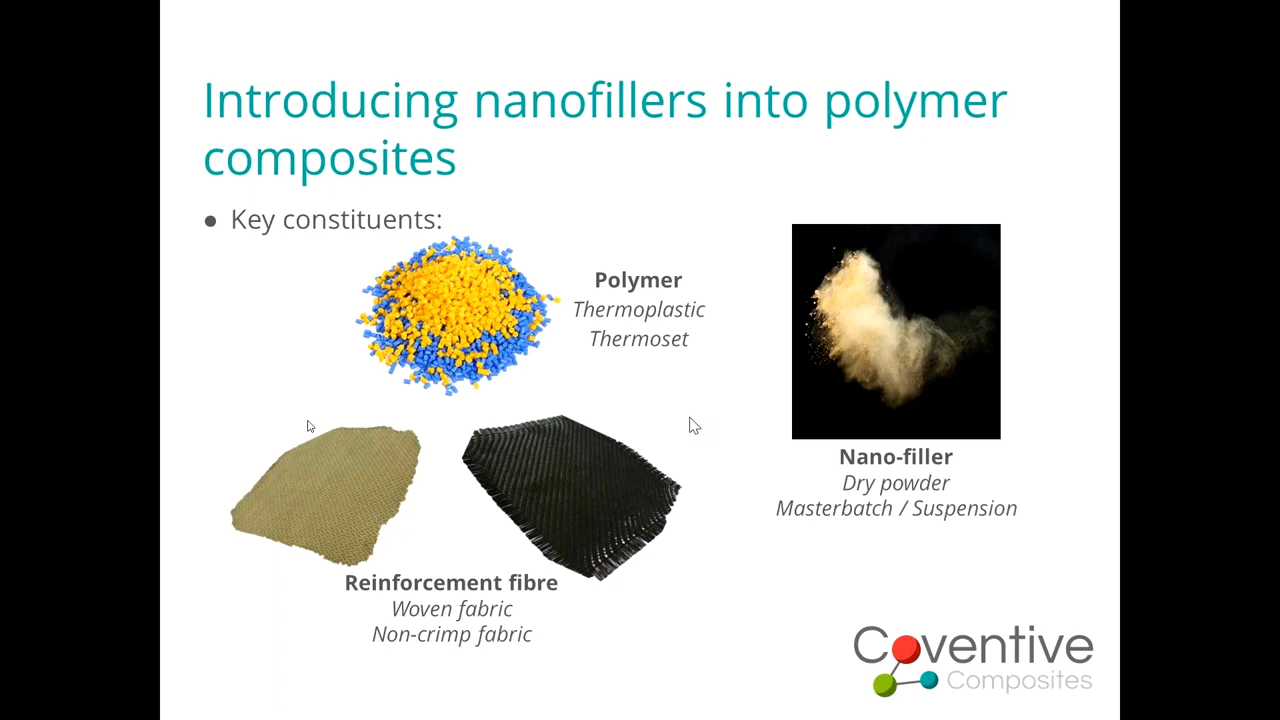 Introducing nanofillers into polymer
composites
● Key constituents:
Polymer
Thermoplastic
Thermoset
Nano-filler
Dry powder
Masterbatch / Suspension
Reinforcement fibre
Woven fabric
Non-crimp fabric
Coventive
Composites